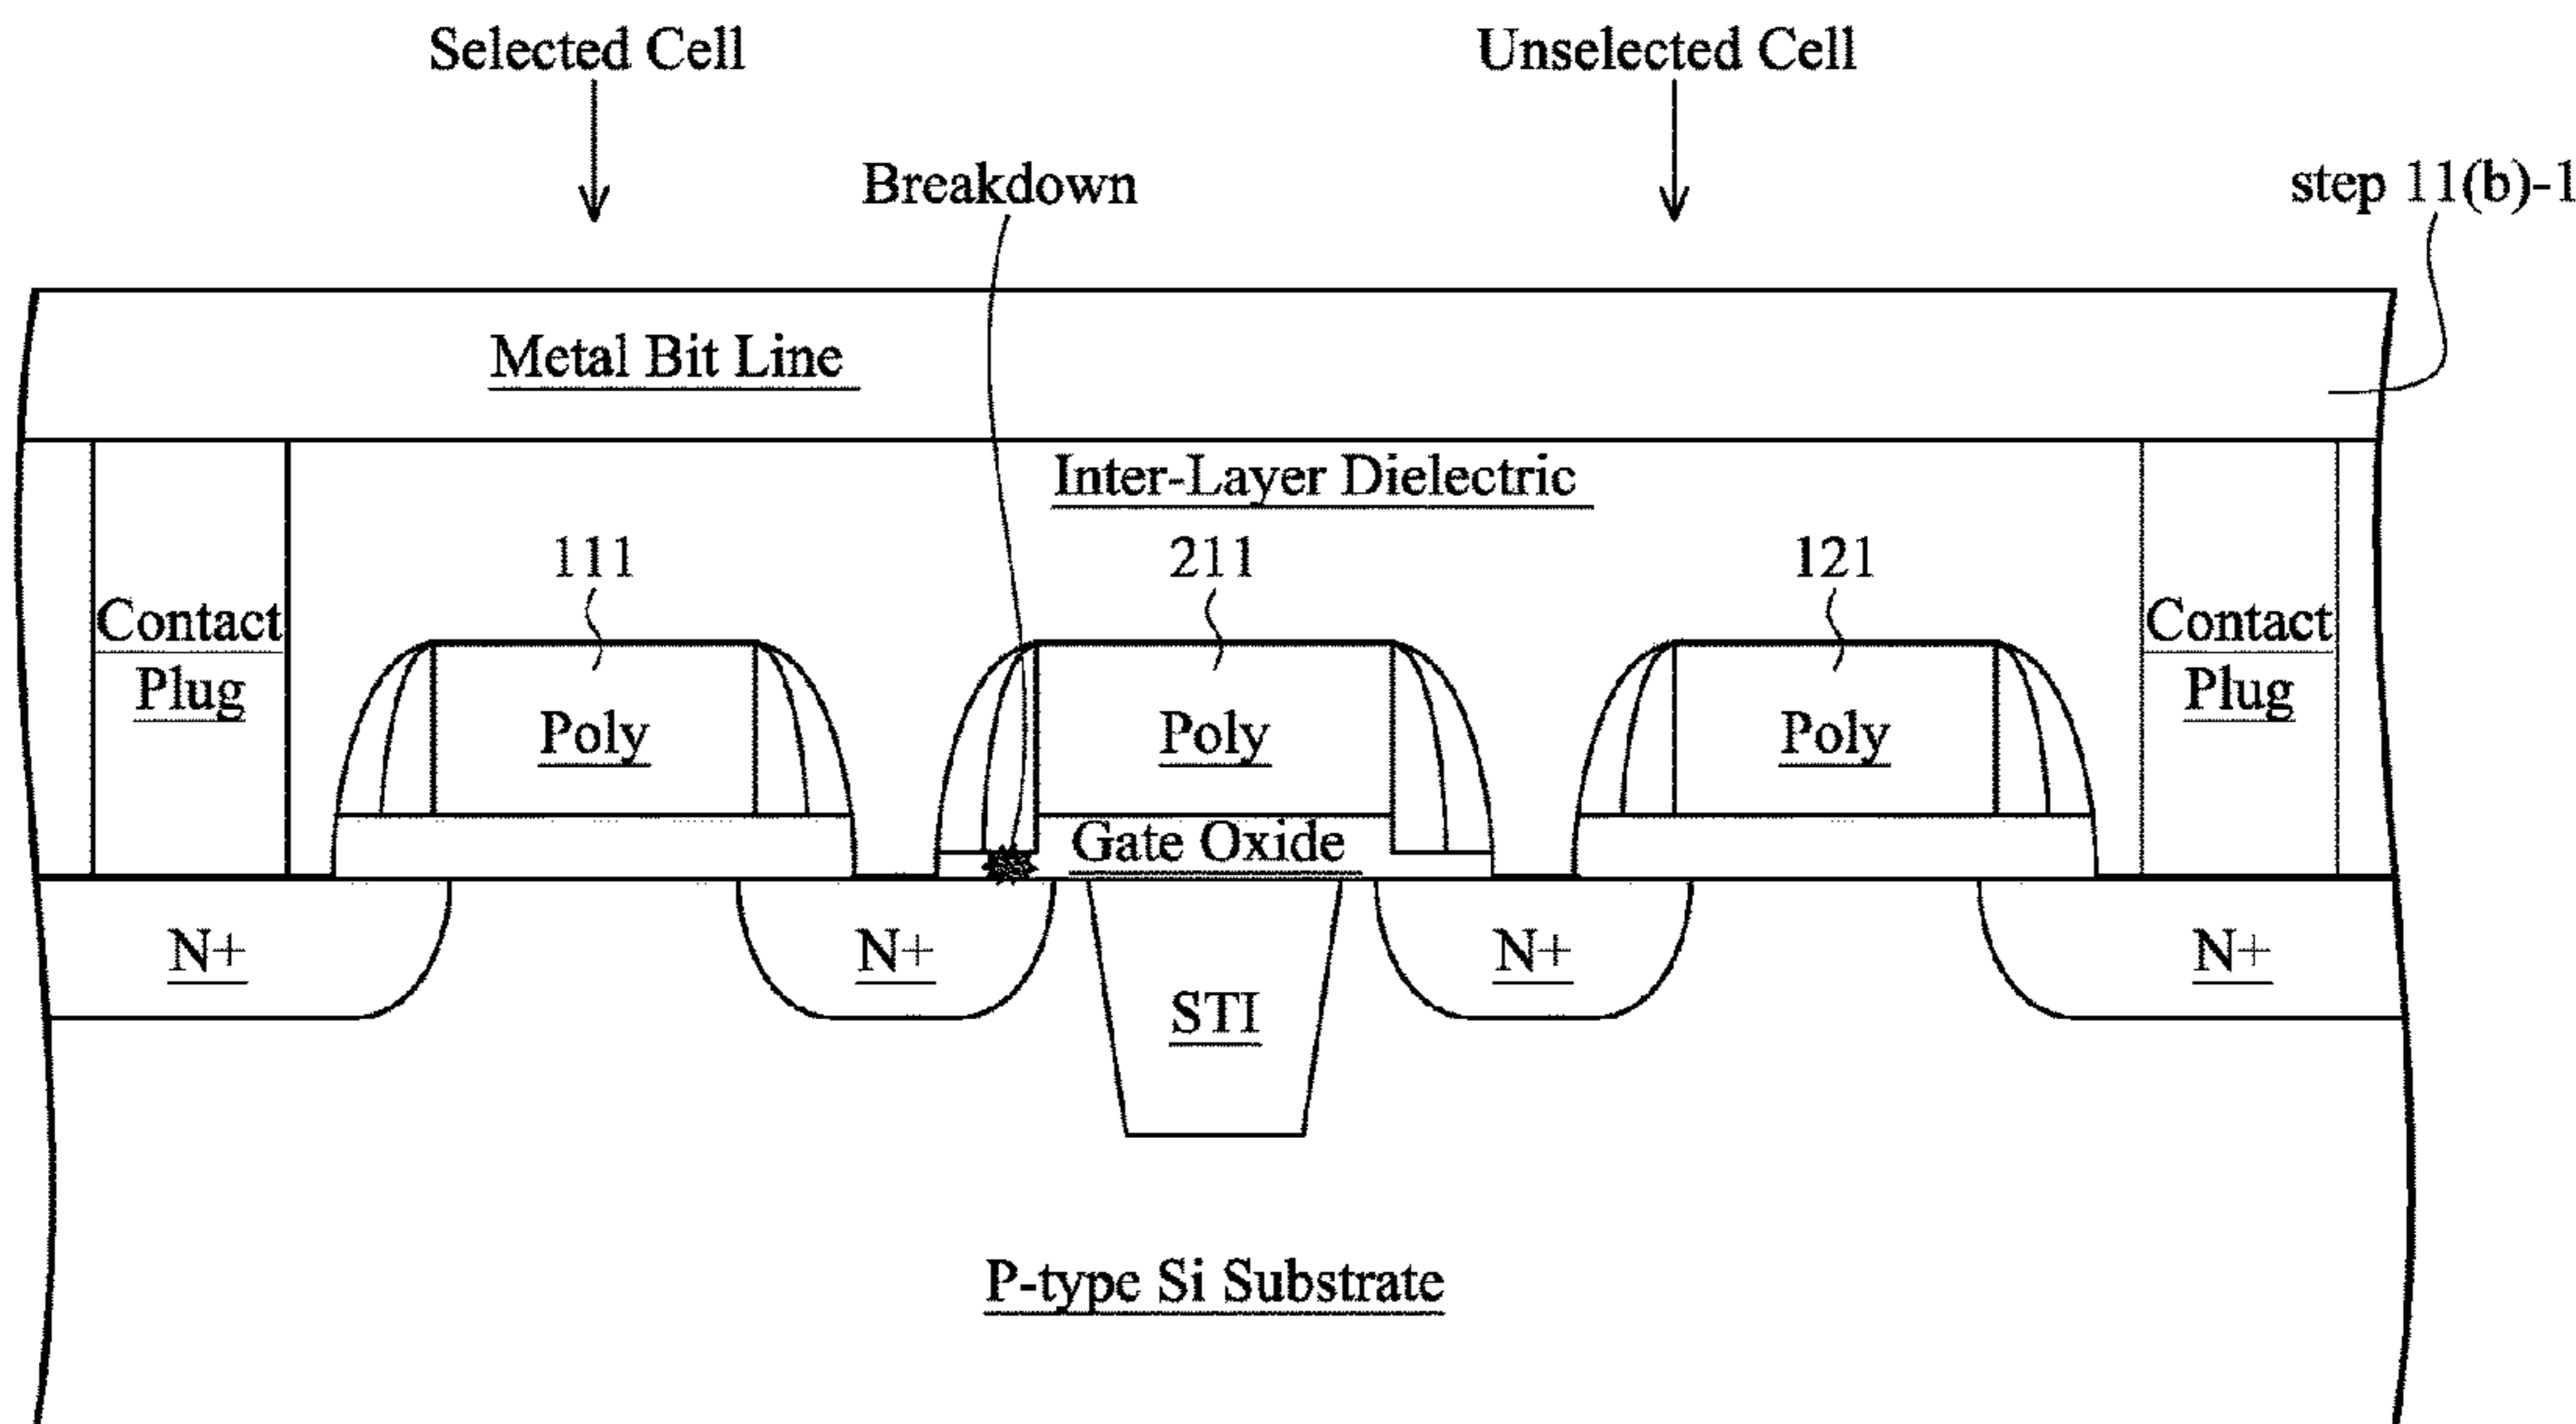 Selected Cell
Unselected Cell
Breakdown
step 11(b)-1
Metal Bit Line
Inter-Layer Dielectric
111
211
121
Contact
Plug
Contact
Plug
Poly
Poly
Poly
Gate Oxide
N+
N+
N+
N+
STI
P-type Si Substrate